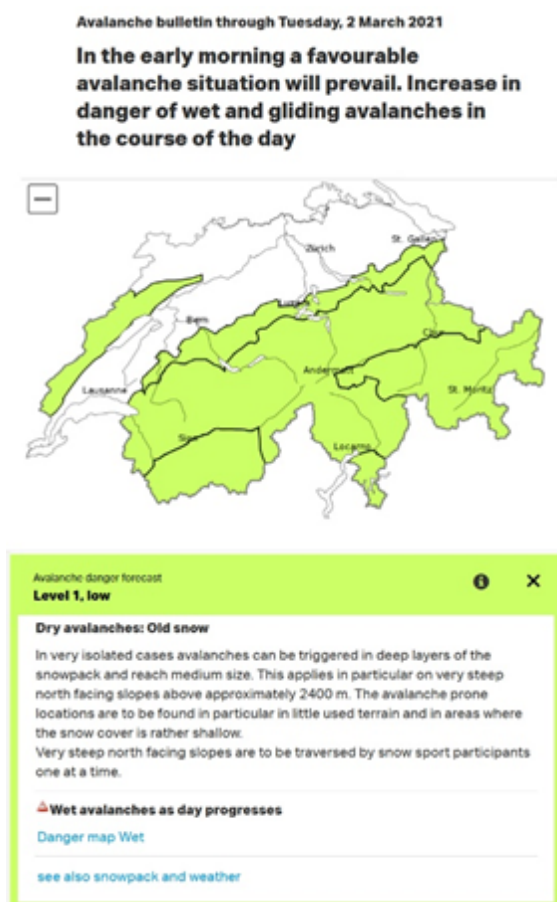 Avalanche bulletin through Tuesday, 2 March 2021
In the early morning a favourable
avalanche situation will prevail. Increase in
danger of wet and gliding avalanches in
the course of the day
St. Gallen
Zürich
Luzern
Bern
Chur
Andermatt
Lausanne
St. Moritz
Sion
Locarno
Avalanche danger forecast
Level 1, low
Dry avalanches: Old snow
In very isolated cases avalanches can be triggered in deep layers of the
snowpack and reach medium size. This applies in particular on very steep
north facing slopes above approximately 2400 m. The avalanche prone
locations are to be found in particular in little used terrain and in areas where
the snow cover is rather shallow.
Very steep north facing slopes are to be traversed by snow sport participants
one at a time.
Wet avalanches as day progresses
Danger map Wet
see also snowpack and weather